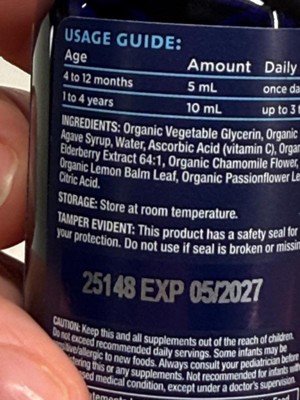 USAGE GUIDE:
Age Amount Daily
4 to 12 months 5 mL once da
1 to 4 years 10 mL up to 3 t
INGREDIENTS: Organic Vegetable Glycerin, Organic
Agave Syrup, Water, Ascorbic Acid (vitamin C), Organ
Elderberry Extract 64:1, Organic Chamomile Flower,
Organic Lemon Balm Leaf, Organic Passionflower Le
Citric Acid.
STORAGE: Store at room temperature.
TAMPER EVIDENT: This product has a safety seal for
your protection. Do not use if seal is broken or missin
25148 EXP 05/2027
CAUTION: Keep this and all supplements out of the reach of children.
Do not exceed recommended daily servings. Some infants may be
sitive/allergic to new foods. Always consult your pediatrician before
ering this or any supplements. Not recommended for infants with
sed medical condition, except under a doctor's supervision.